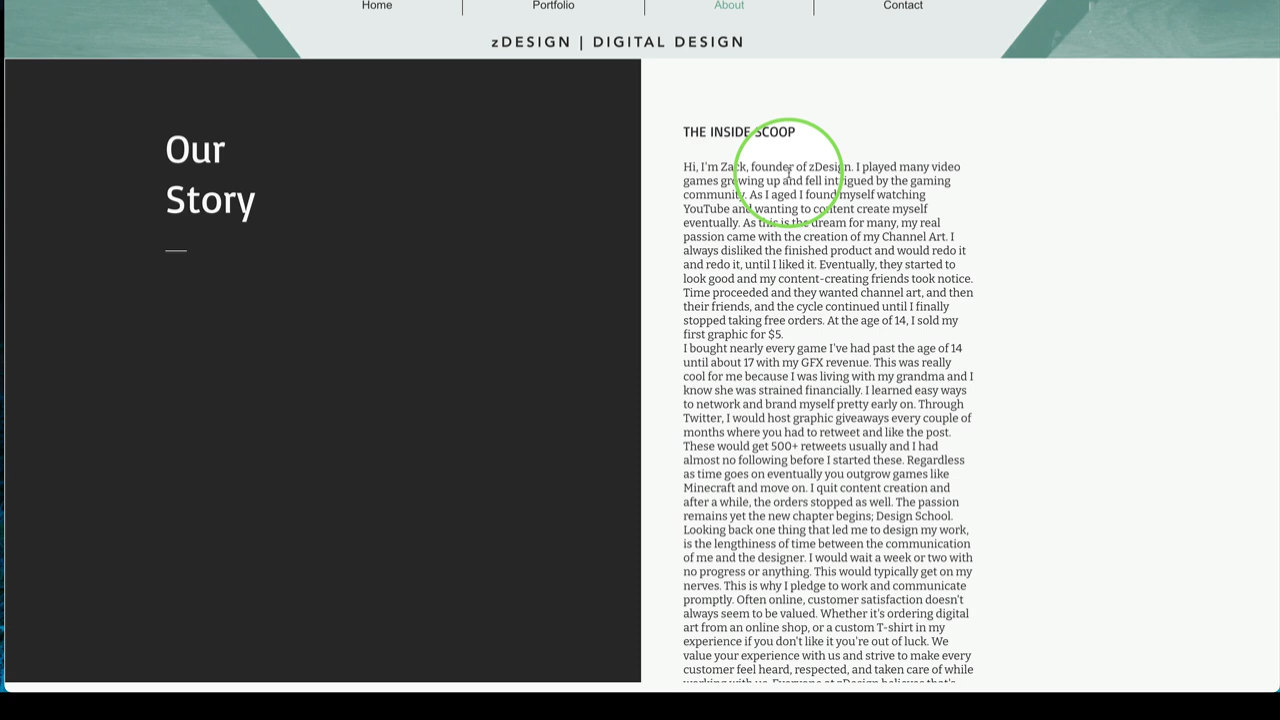 Home
Portfolio
About
Contact
zDESIGN | DIGITAL DESIGN
Our
Story
THE INSIDE SCOOP
Hi, I'm Zack, founder of zDesign. I played many video
games growing up and fell intrigued by the gaming
community. As I aged I found myself watching
YouTube and wanting to content create myself
eventually. As this is the dream for many, my real
passion came with the creation of my Channel Art. I
always disliked the finished product and would redo it
and redo it, until I liked it. Eventually, they started to
look good and my content-creating friends took notice.
Time proceeded and they wanted channel art, and then
their friends, and the cycle continued until I finally
stopped taking free orders. At the age of 14, I sold my
first graphic for $5.
I bought nearly every game I've had past the age of 14
until about 17 with my GFX revenue. This was really
cool for me because I was living with my grandma and I
know she was strained financially. I learned easy ways
to network and brand myself pretty early on. Through
Twitter, I would host graphic giveaways every couple of
months where you had to retweet and like the post.
These would get 500+ retweets usually and I had
almost no following before I started these. Regardless
as time goes on eventually you outgrow games like
Minecraft and move on. I quit content creation and
after a while, the orders stopped as well. The passion
remains yet the new chapter begins; Design School.
Looking back one thing that led me to design my work,
is the lengthiness of time between the communication
of me and the designer. I would wait a week or two with
no progress or anything. This would typically get on my
nerves. This is why I pledge to work and communicate
promptly. Often online, customer satisfaction doesn't
always seem to be valued. Whether it's ordering digital
art from an online shop, or a custom T-shirt in my
experience if you don't like it you're out of luck. We
value your experience with us and strive to make every
customer feel heard, respected, and taken care of while
working with us. Everyone at zDesign believes that's